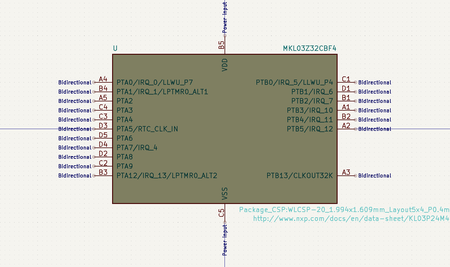 Power Input
B5
U
MKL03Z32CBF4
VDD
Bidirectional A4 PTA0/IRQ_0/LLWU_P7
Bidirectional B4 PTA1/IRQ_1/LPTMR0_ALT1
Bidirectional A5 PTA2
Bidirectional C4 PTA3
Bidirectional C3 PTA4
Bidirectional D3 PTA5/RTC_CLK_IN
Bidirectional D5 PTA6
Bidirectional D4 PTA7/IRQ_4
Bidirectional D2 PTA8
Bidirectional C2 PTA9
Bidirectional B3 PTA12/IRQ_13/LPTMR0_ALT2
PTB0/IRQ_5/LLWU_P4 C1 Bidirectional
PTB1/IRQ_6 D1 Bidirectional
PTB2/IRQ_7 B1 Bidirectional
PTB3/IRQ_10 A1 Bidirectional
PTB4/IRQ_11 B2 Bidirectional
PTB5/IRQ_12 A2 Bidirectional
PTB13/CLKOUT32K A3 Bidirectional
VSS
C5
Power Input
Package_CSP:WLCSP-20_1.994x1.609mm_Layout5x4_P0.4m
http://www.nxp.com/docs/en/data-sheet/KL03P24M4